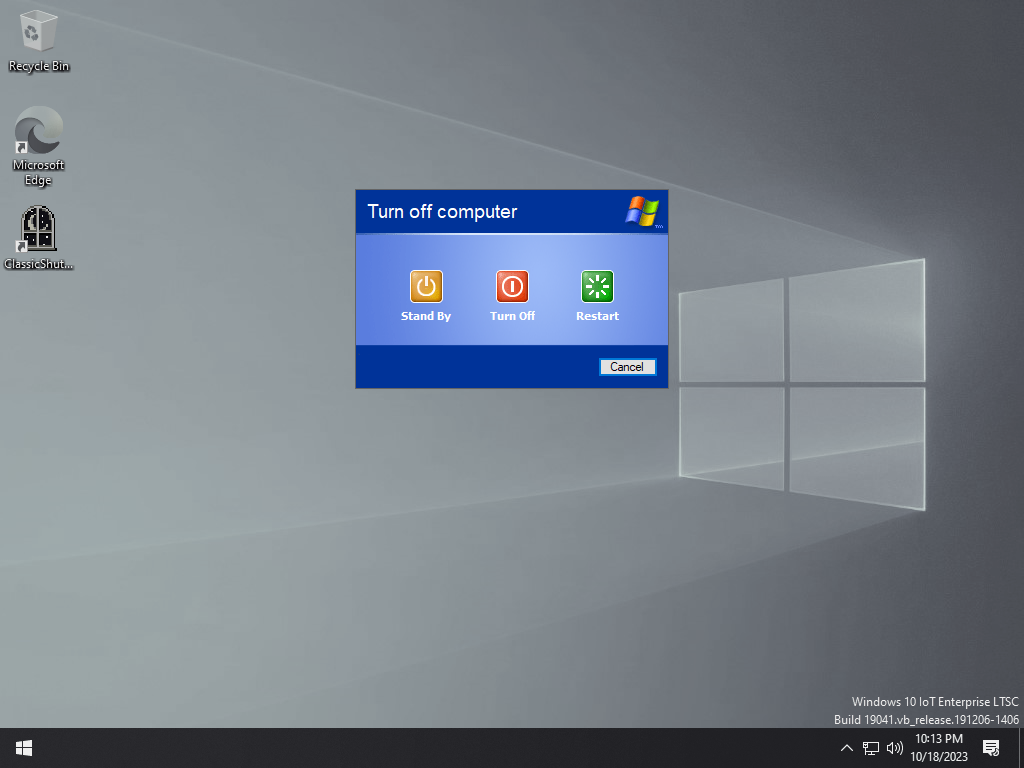 Recycle Bin
Microsoft
Edge
ClassicShut...
Turn off computer
TM
Stand By
Turn Off
Restart
Cancel
Windows 10 IoT Enterprise LTSC
Build 19041.vb_release.191206-1406
10:13 PM
10/18/2023